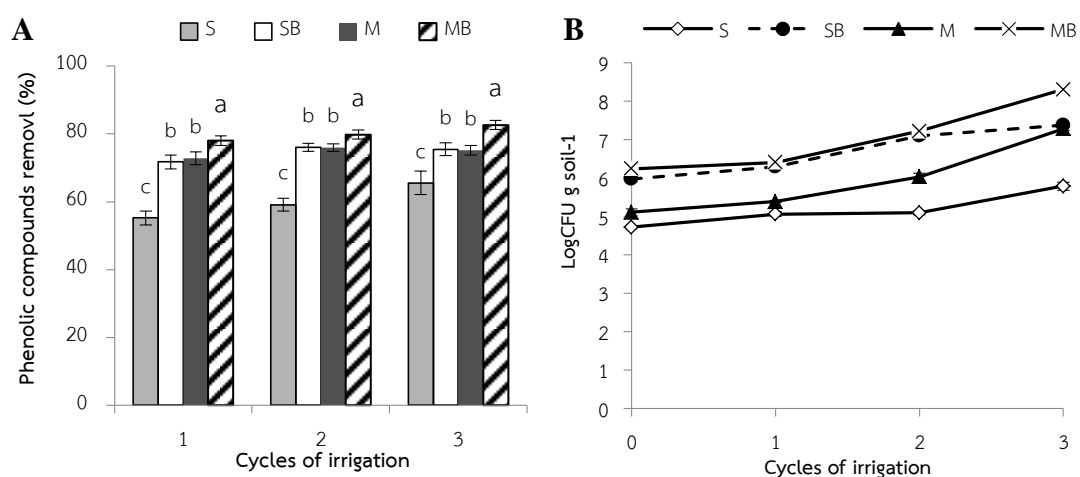 A
S SB M MB
Phenolic compounds removl (%)
100
80
60
40
20
0
c b b a
c b b a
c b b a
1 2 3
Cycles of irrigation
B
S SB M MB
LogCFU g soil-1
9
8
7
6
5
4
3
2
1
0
0 1 2 3
Cycles of irrigation